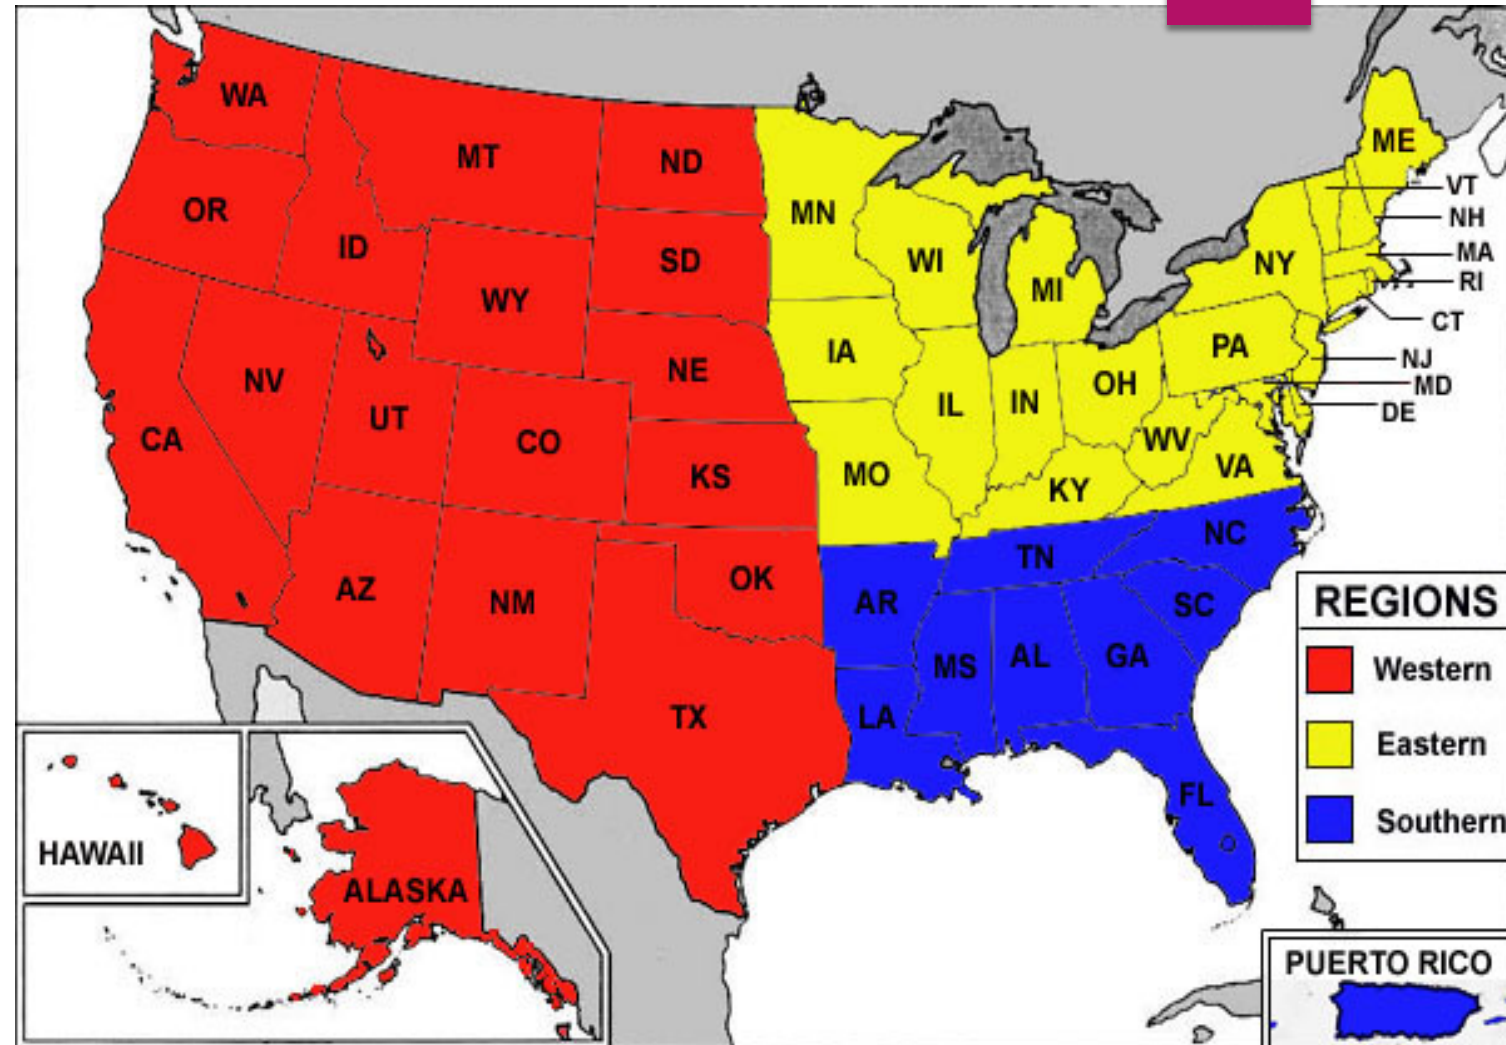 WA
MT
ND
ME
OR
ID
MN
VT
NH
SD
WI
NY
MA
WY
MI
RI
CT
IA
PA
NV
NE
OH
NJ
MD
DE
UT
CO
IL
IN
CA
WV
KS
MO
KY
VA
NC
TN
AZ
NM
OK
AR
SC
REGIONS
MS
AL
GA
Western
TX
LA
Eastern
FL
Southern
HAWAII
ALASKA
PUERTO RICO